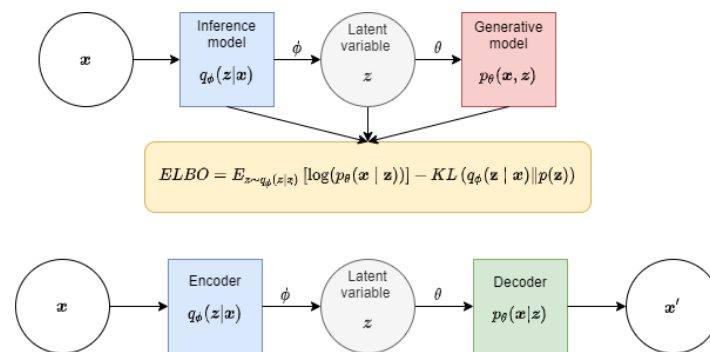 x
Inference
model
qϕ(z|x)
ϕ
Latent
variable
z
θ
Generative
model
pθ(x, z)
ELBO = Ez∼qϕ(z|x) [log(pθ(x | z))] − KL (qϕ(z | x)‖p(z))
x
Encoder
qϕ(z|x)
ϕ
Latent
variable
z
θ
Decoder
pθ(x|z)
x′